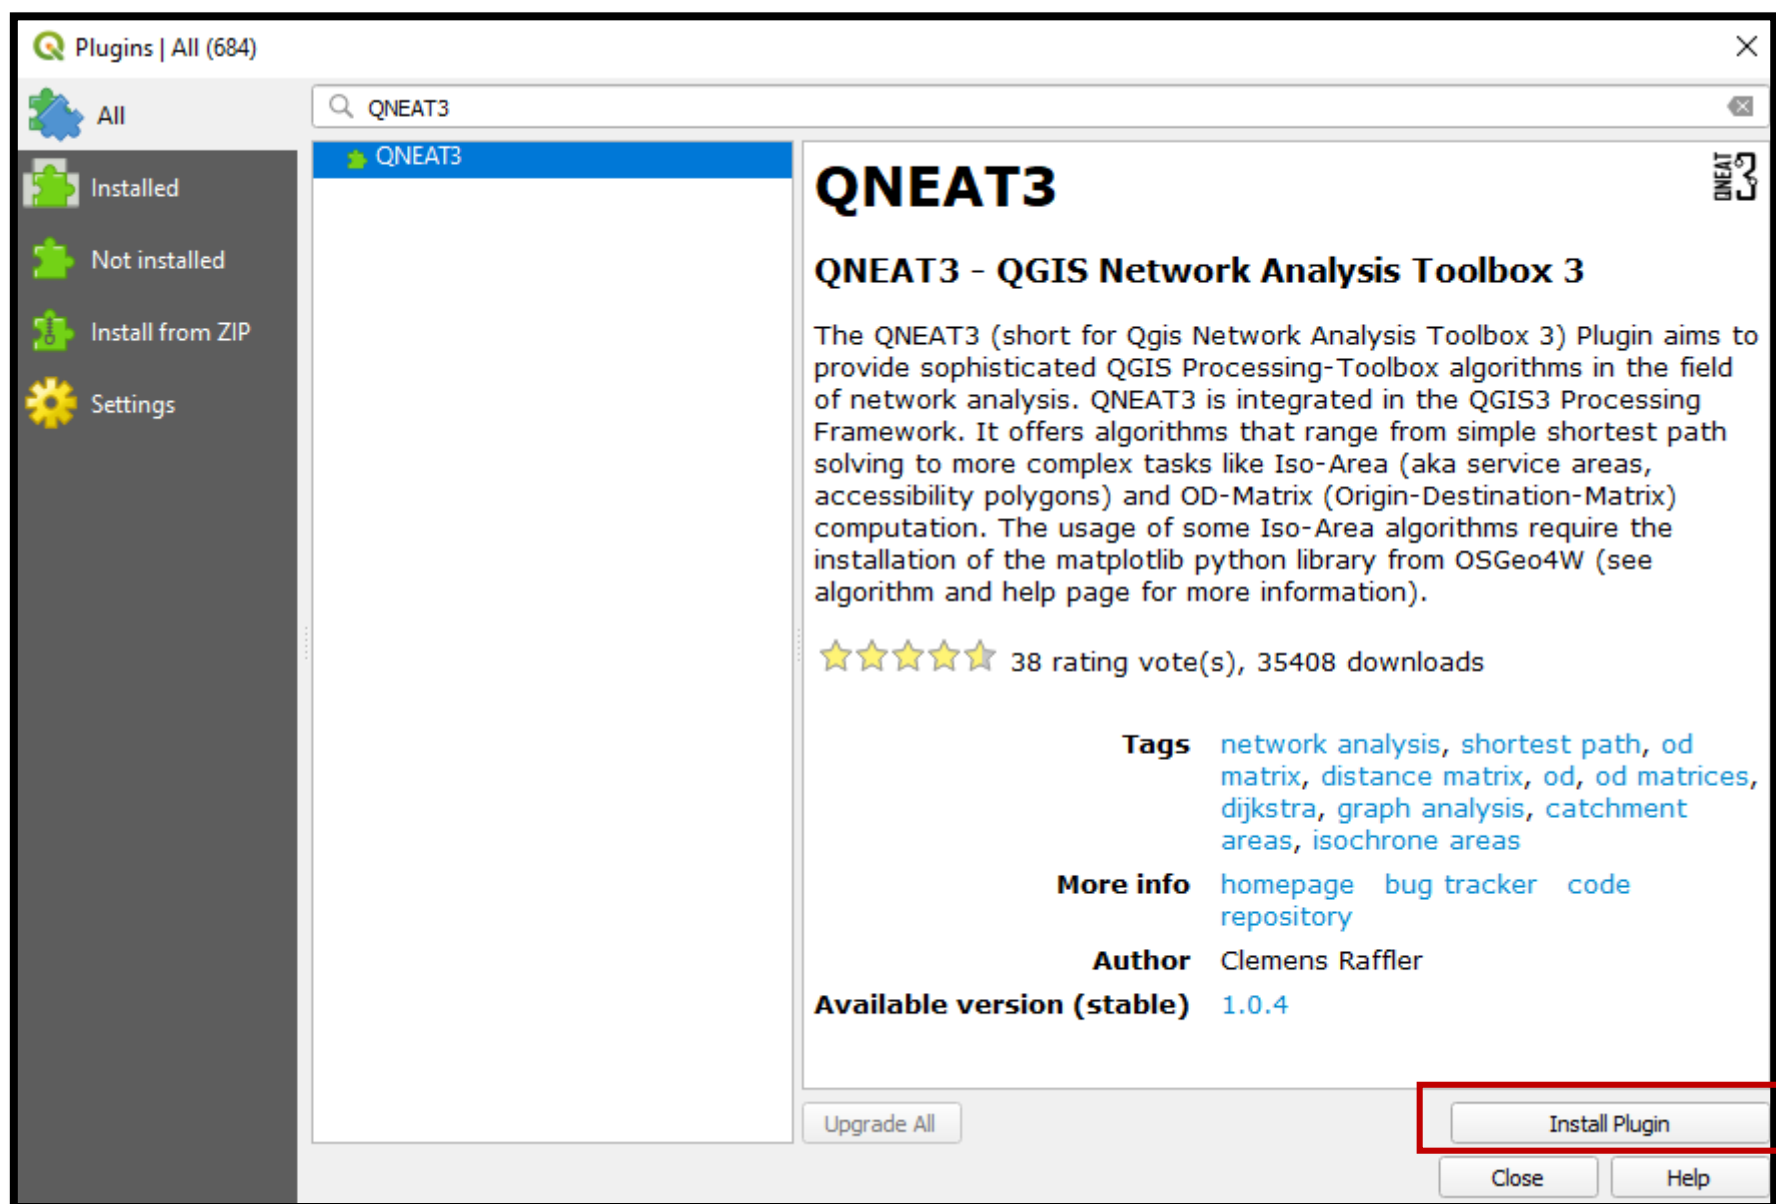 Plugins | All (684)
All
Installed
Not installed
Install from ZIP
Settings
QNEAT3
QNEAT3
QNEAT3
QNEAT
3
QNEAT3 - QGIS Network Analysis Toolbox 3
The QNEAT3 (short for Qgis Network Analysis Toolbox 3) Plugin aims to
provide sophisticated QGIS Processing-Toolbox algorithms in the field
of network analysis. QNEAT3 is integrated in the QGIS3 Processing
Framework. It offers algorithms that range from simple shortest path
solving to more complex tasks like Iso-Area (aka service areas,
accessibility polygons) and OD-Matrix (Origin-Destination-Matrix)
computation. The usage of some Iso-Area algorithms require the
installation of the matplotlib python library from OSGeo4W (see
algorithm and help page for more information).
38 rating vote(s), 35408 downloads
Tags network analysis, shortest path, od
matrix, distance matrix, od, od matrices,
dijkstra, graph analysis, catchment
areas, isochrone areas
More info homepage bug tracker code
repository
Author Clemens Raffler
Available version (stable) 1.0.4
Upgrade All
Install Plugin
Close
Help